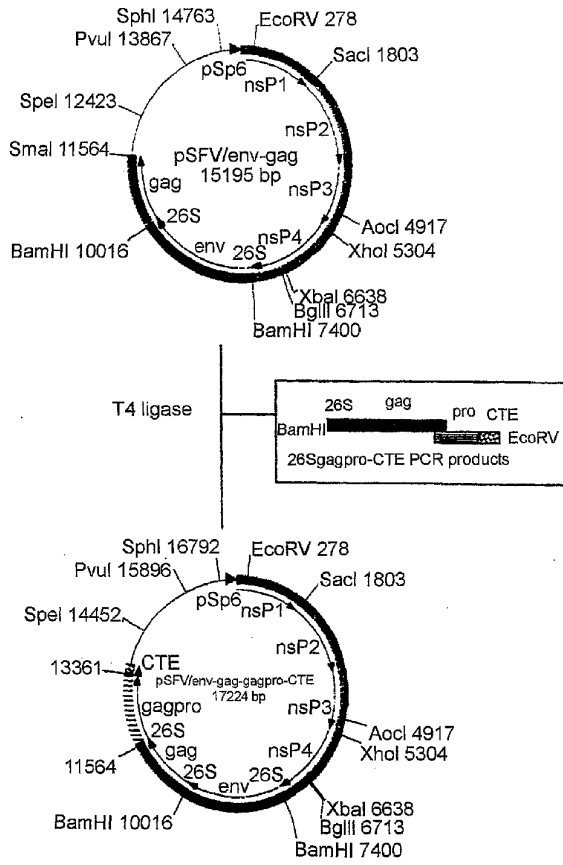 SphI 14763
EcoRV 278
PvuI 13867
SacI 1803
pSp6
nsP1
SpeI 12423
nsP2
SmaI 11564
pSFV/env-gag
15195 bp
gag
nsP3
26S
AocI 4917
BamHI 10016
env
26S
nsP4
XhoI 5304
XbaI 6638
BglII 6713
BamHI 7400
T4 ligase
26S
gag
pro
CTE
BamHI
EcoRV
26Sgagpro-CTE PCR products
SphI 16792
EcoRV 278
PvuI 15896
SacI 1803
pSp6
nsP1
SpeI 14452
nsP2
13361
CTE
pSFV/env-gag-gagpro-CTE
17224 bp
gagpro
nsP3
AocI 4917
26S
nsP4
XhoI 5304
gag
11564
26S
env
26S
XbaI 6638
BamHI 10016
BglII 6713
BamHI 7400